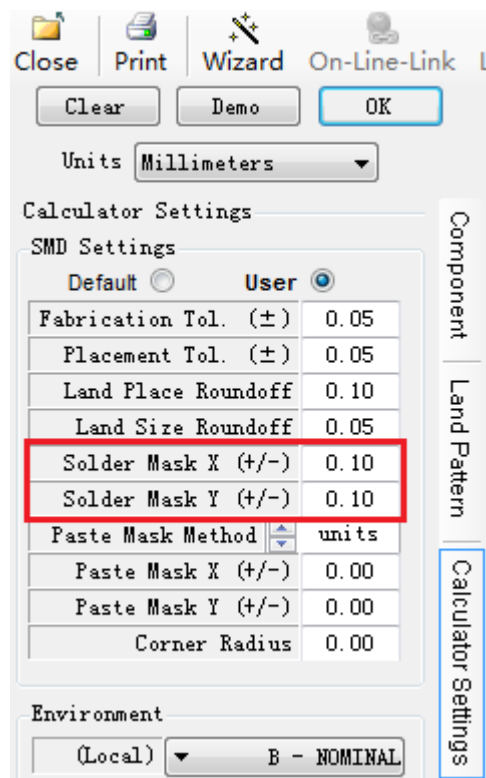 Close Print Wizard On-Line-Link
Clear Demo OK
Units Millimeters
Calculator Settings
SMD Settings
Default User
Fabrication Tol. (±) 0.05
Placement Tol. (±) 0.05
Land Place Roundoff 0.10
Land Size Roundoff 0.05
Solder Mask X (+/-) 0.10
Solder Mask Y (+/-) 0.10
Paste Mask Method units
Paste Mask X (+/-) 0.00
Paste Mask Y (+/-) 0.00
Corner Radius 0.00
Environment
(Local) B - NOMINAL
Component
Land Pattern
Calculator Settings